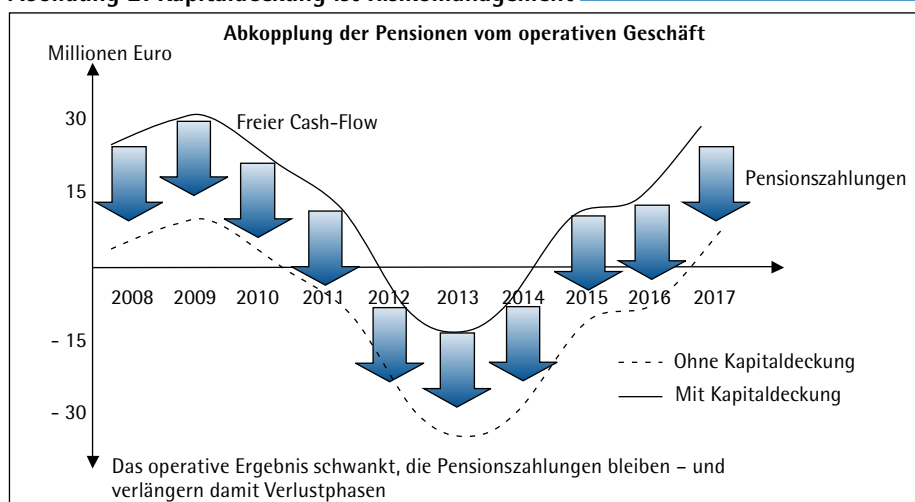 Abbildung 2: Kapitaldeckung ist Risikomanagement
Abkopplung der Pensionen vom operativen Geschäft
Millionen Euro
30
Freier Cash-Flow
15
Pensionszahlungen
2008 2009 2010 2011 2012 2013 2014 2015 2016 2017
- 15
Ohne Kapitaldeckung
Mit Kapitaldeckung
- 30
Das operative Ergebnis schwankt, die Pensionszahlungen bleiben – und
verlängern damit Verlustphasen